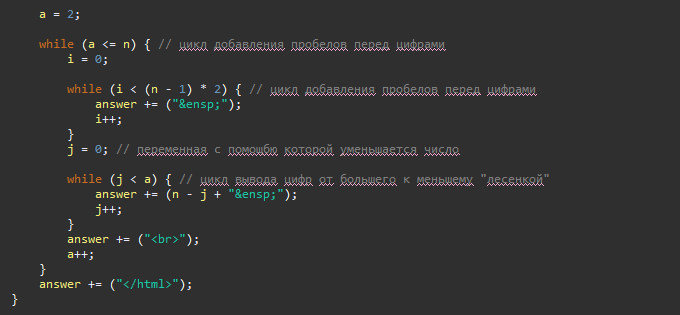 a = 2;
while (a <= n) { // цикл добавления пробелов перед цифрами
i = 0;
while (i < (n - 1) * 2) { // цикл добавления пробелов перед цифрами
answer += ("&ensp;");
i++;
}
j = 0; // переменная с помощбю которой уменьшается число
while (j < a) { // цикл вывода цифр от большего к меньшему "лесенкой"
answer += (n - j + "&ensp;");
j++;
}
answer += ("<br>");
a++;
}
answer += ("</html>");
}